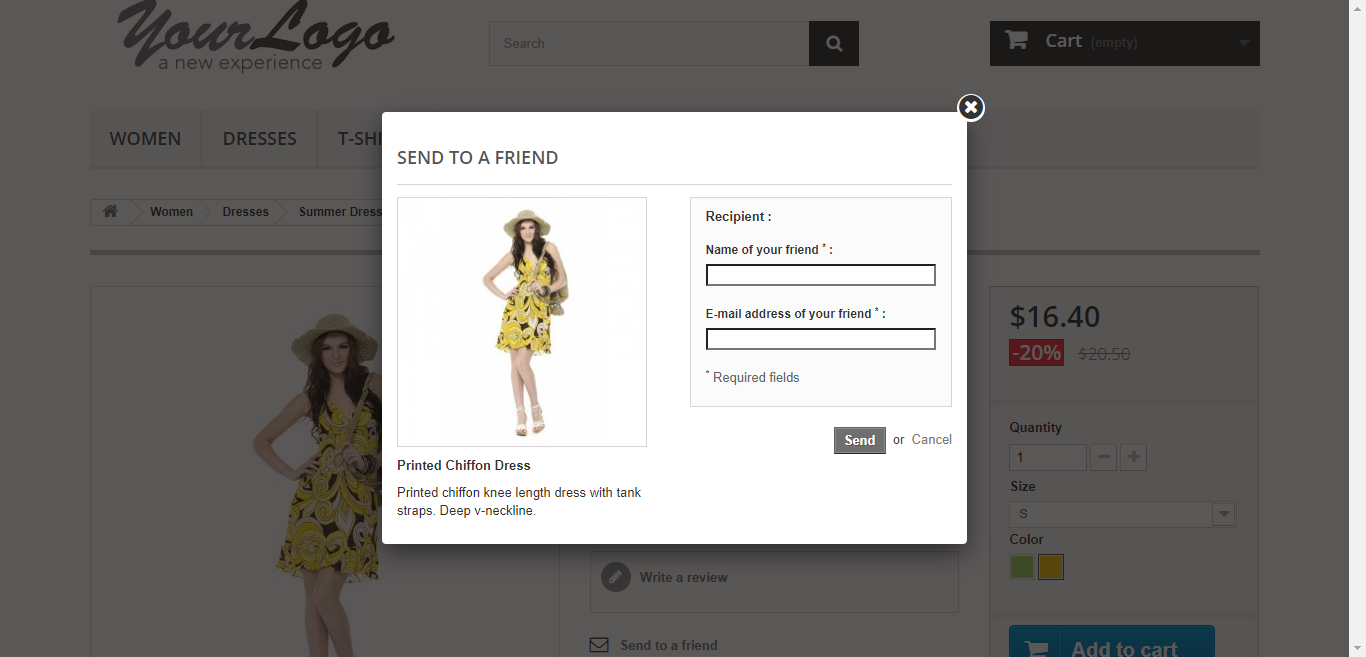 YourLogo
a new experience
Search
Cart (empty)
WOMEN
DRESSES
T-SHI
Women
Dresses
Summer Dress
SEND TO A FRIEND
Printed Chiffon Dress
Printed chiffon knee length dress with tank
straps. Deep v-neckline.
Recipient :
Name of your friend * :
E-mail address of your friend * :
* Required fields
Send or Cancel
$16.40
-20% $20.50
Quantity
1
Size
S
Color
Add to cart
Write a review
Send to a friend